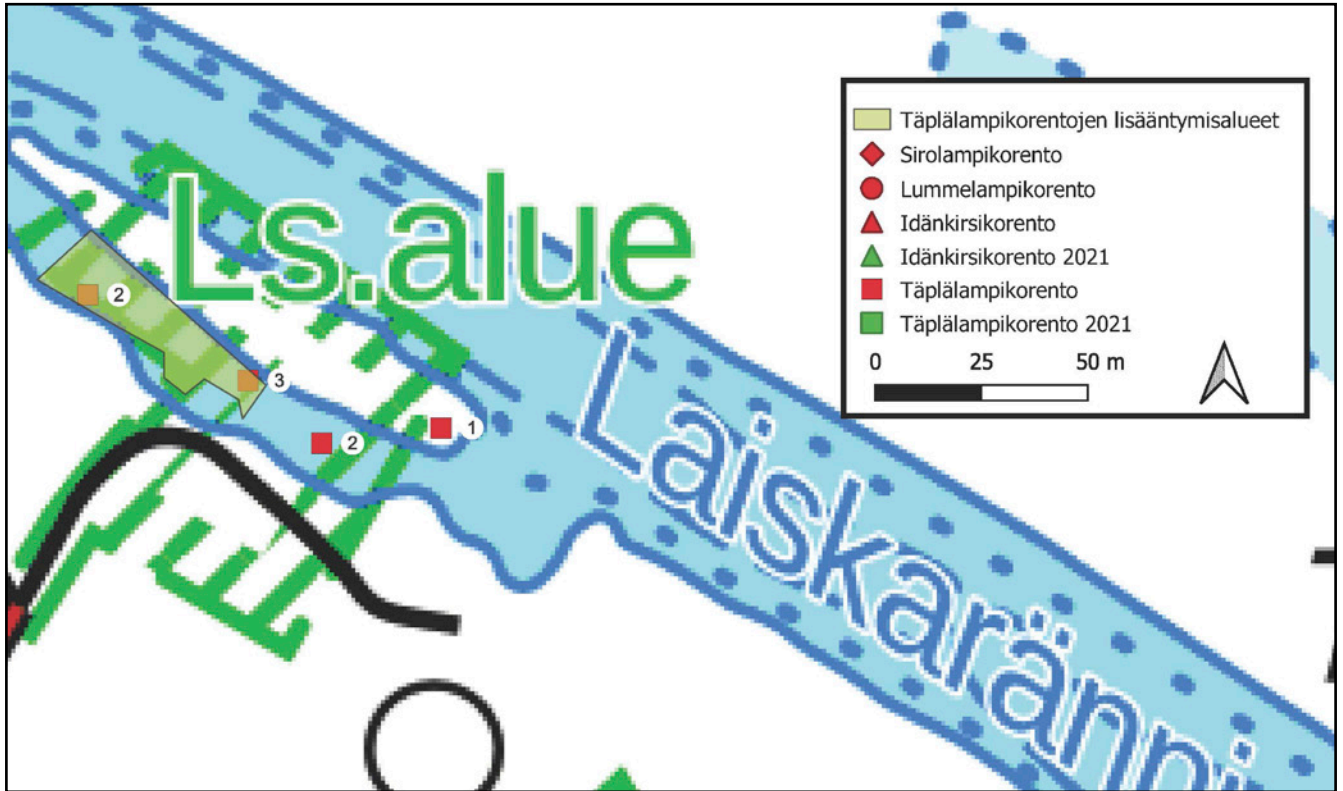 Täplälampikorentojen lisääntymisalueet
Sirolampikorento
Lummelampikorento
Idänkirsikorento
Idänkirsikorento 2021
Täplälampikorento
Täplälampikorento 2021
0 25 50 m
Ls.alue
2
3
2
1
Laiskaränni